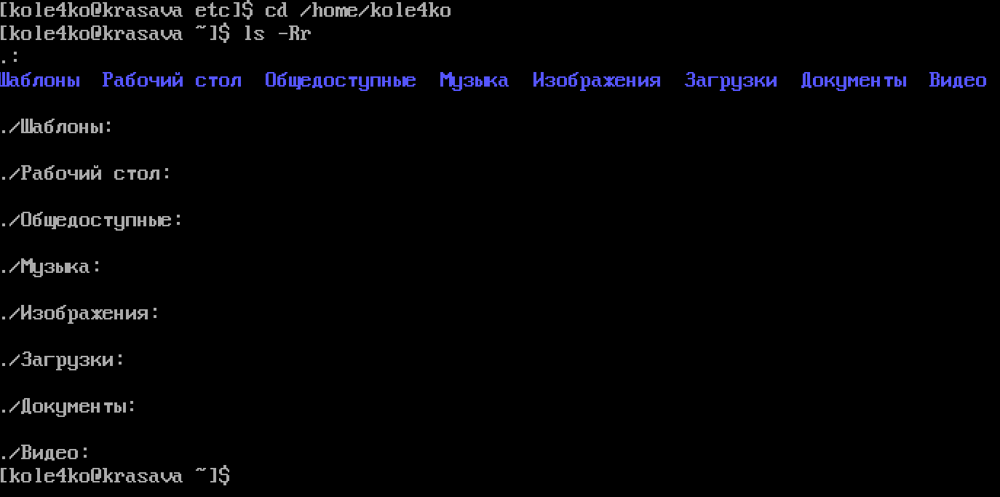 [kole4ko@krasava etc]$ cd /home/kole4ko
[kole4ko@krasava ~]$ ls -Rr
.:
Шаблоны  Рабочий стол  Общедоступные  Музыка  Изображения  Загрузки  Документы  Видео
./Шаблоны:
./Рабочий стол:
./Общедоступные:
./Музыка:
./Изображения:
./Загрузки:
./Документы:
./Видео:
[kole4ko@krasava ~]$